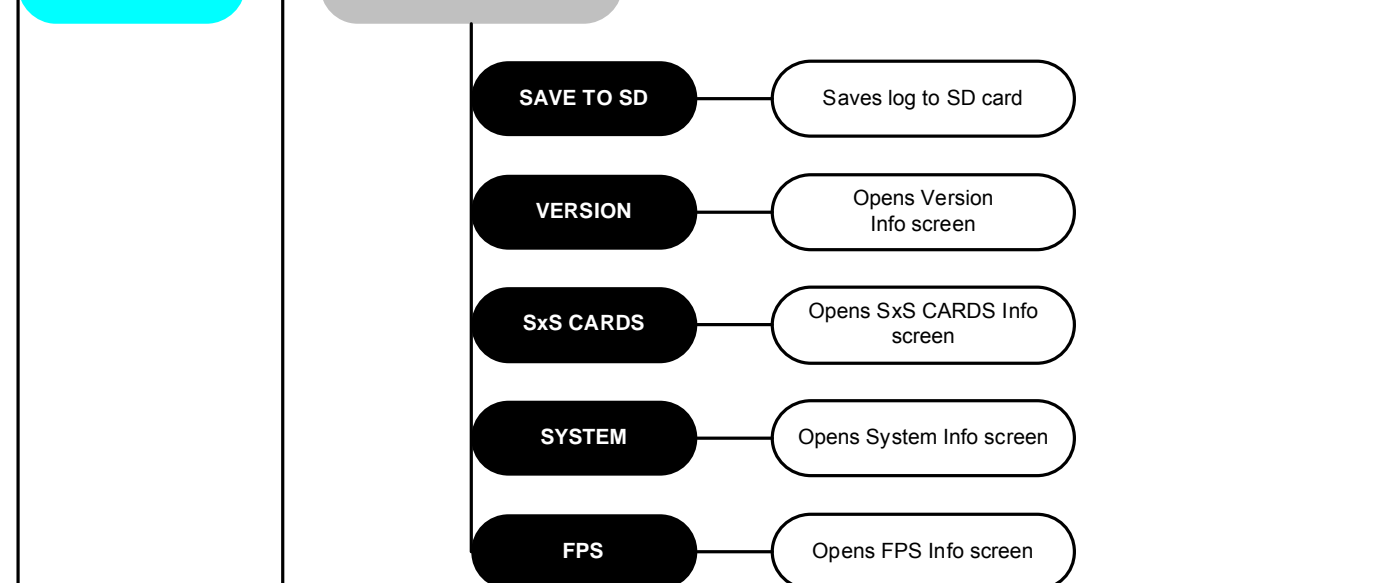 SAVE TO SD
Saves log to SD card
VERSION
Opens Version
Info screen
SxS CARDS
Opens SxS CARDS Info
screen
SYSTEM
Opens System Info screen
FPS
Opens FPS Info screen